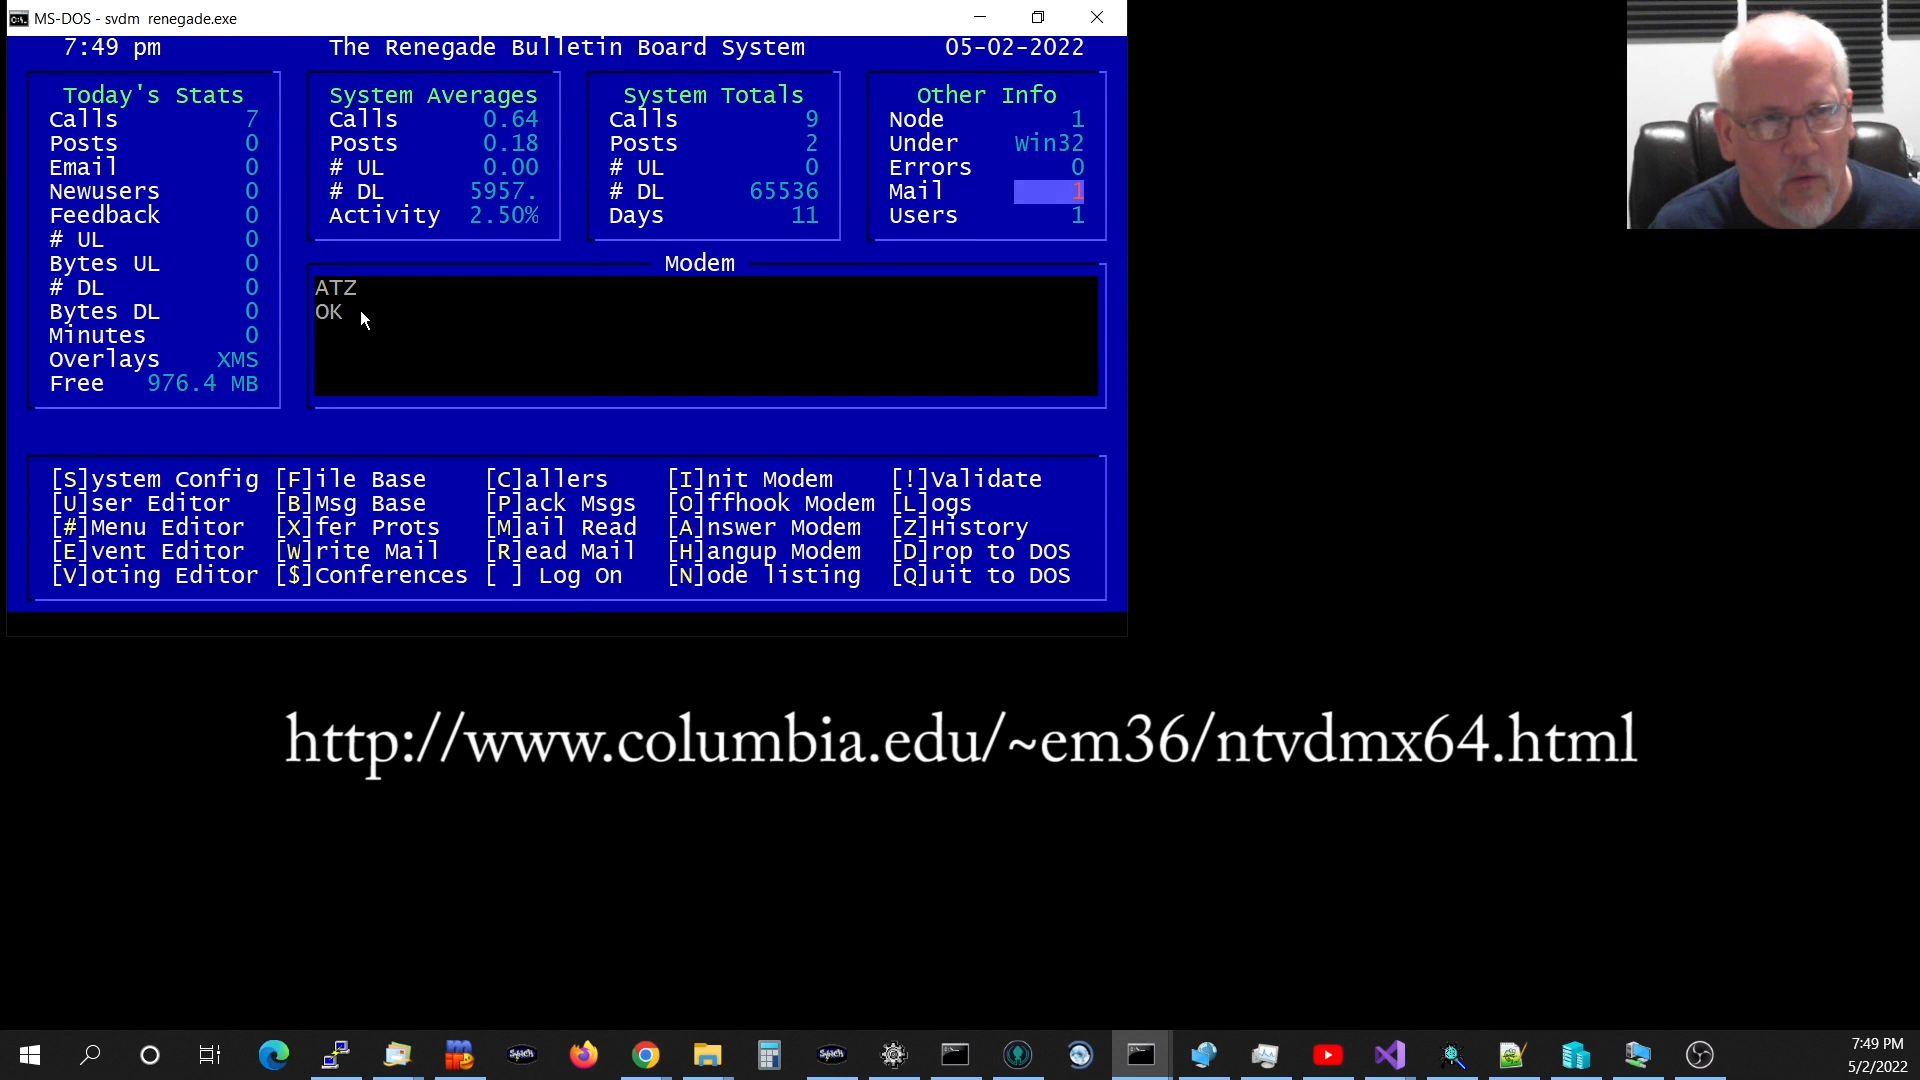 MS-DOS - svdm  renegade.exe
7:49 pm The Renegade Bulletin Board System 05-02-2022
Today's Stats
Calls 7
Posts 0
Email 0
Newusers 0
Feedback 0
# UL 0
Bytes UL 0
# DL 0
Bytes DL 0
Minutes 0
Overlays XMS
Free 976.4 MB
System Averages
Calls 0.64
Posts 0.18
# UL 0.00
# DL 5957.
Activity 2.50%
System Totals
Calls 9
Posts 2
# UL 0
# DL 65536
Days 11
Other Info
Node 1
Under Win32
Errors 0
Mail 1
Users 1
Modem
ATZ
OK
[S]ystem Config [F]ile Base [C]allers [I]nit Modem [!]Validate
[U]ser Editor [B]Msg Base [P]ack Msgs [O]ffhook Modem [L]ogs
[#]Menu Editor [X]fer Prots [M]ail Read [A]nswer Modem [Z]History
[E]vent Editor [W]rite Mail [R]ead Mail [H]angup Modem [D]rop to DOS
[V]oting Editor [$]Conferences [ ] Log On [N]ode listing [Q]uit to DOS
http://www.columbia.edu/~em36/ntvdmx64.html
7:49 PM
5/2/2022